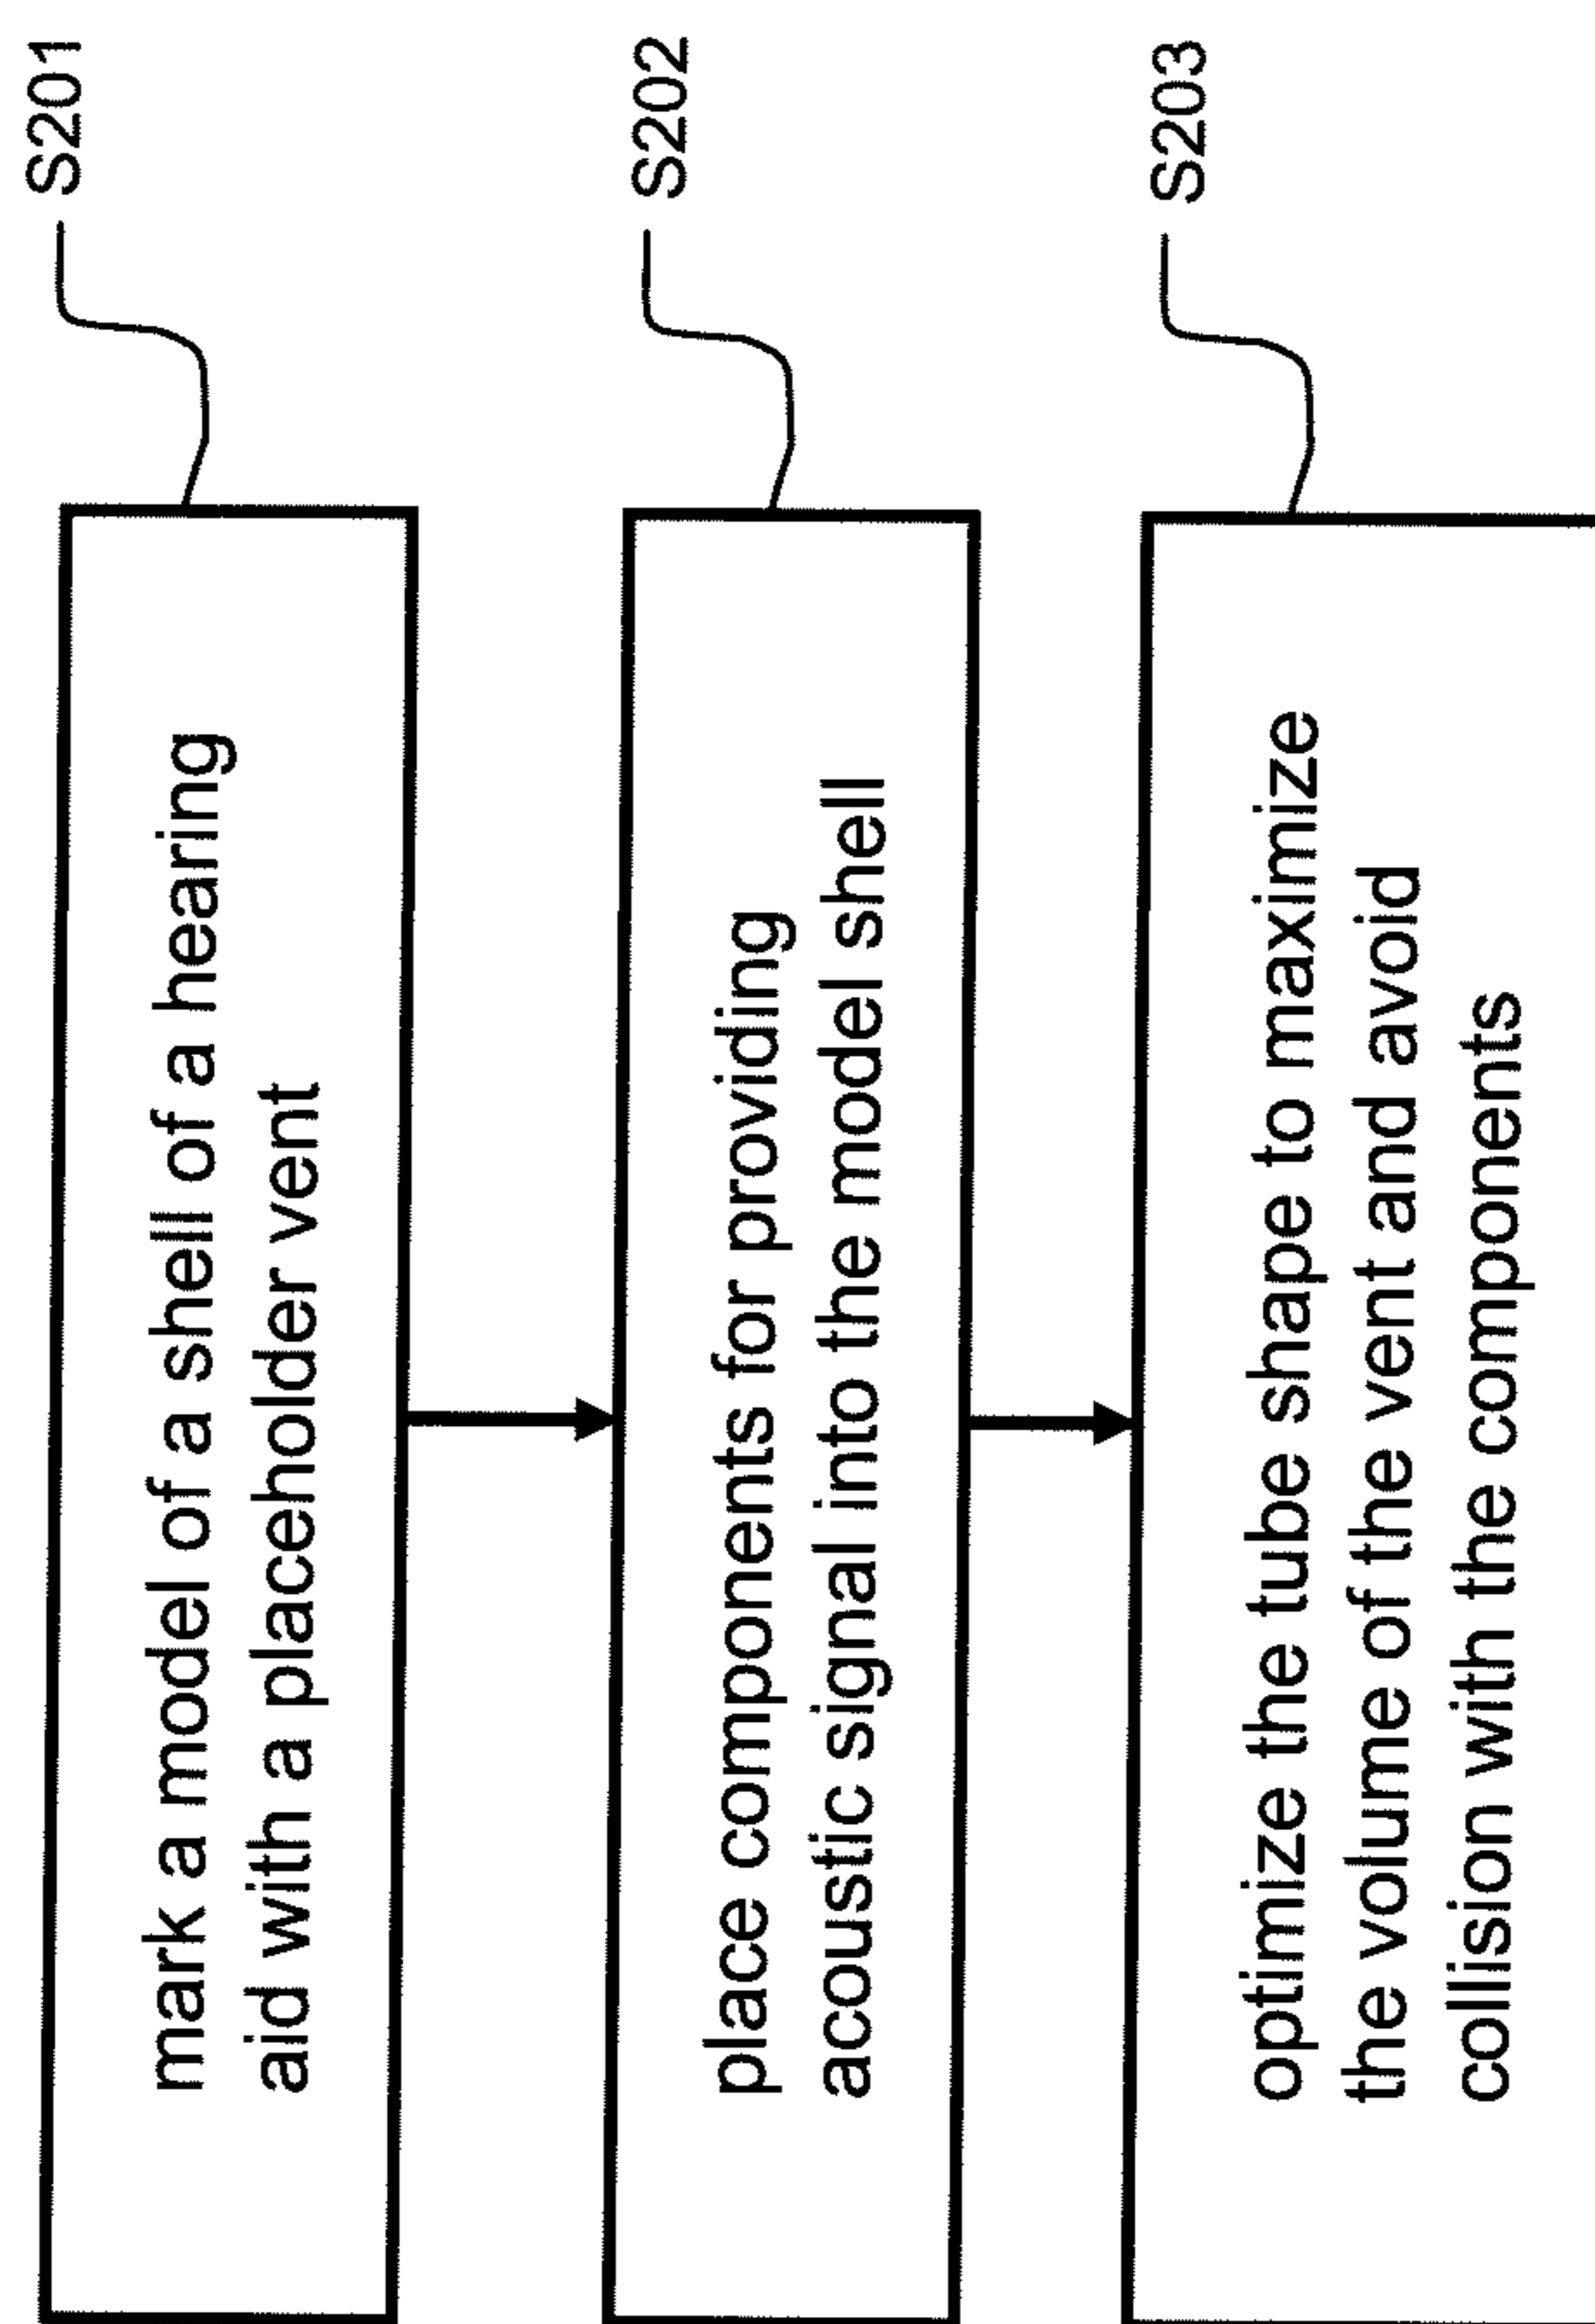 mark a model of a shell of a hearing
aid with a placeholder vent
S201
place components for providing
acoustic signal into the model shell
S202
optimize the tube shape to maximize
the volume of the vent and avoid
collision with the components
S203